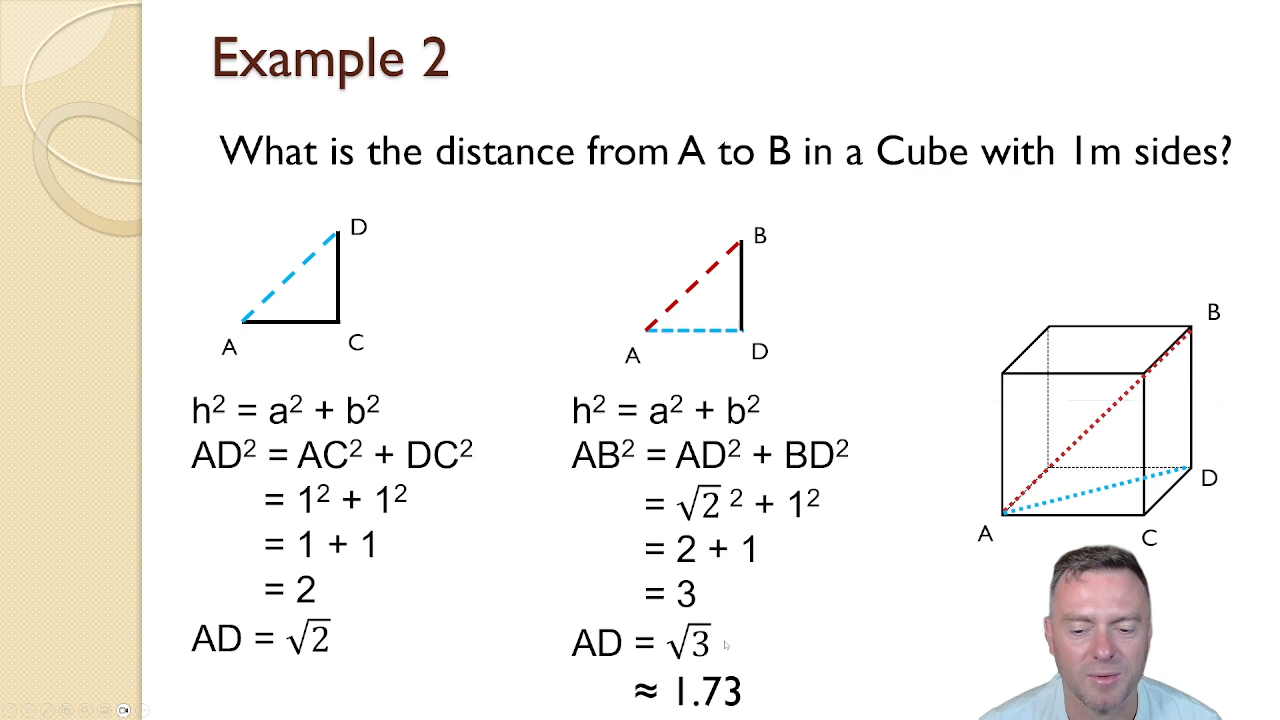 Example 2
What is the distance from A to B in a Cube with 1m sides?
D
A
C
h² = a² + b²
AD² = AC² + DC²
= 1² + 1²
= 1 + 1
= 2
AD = √2
B
A
D
h² = a² + b²
AB² = AD² + BD²
= √2 ² + 1²
= 2 + 1
= 3
AD = √3
≈ 1.73
B
D
A
C